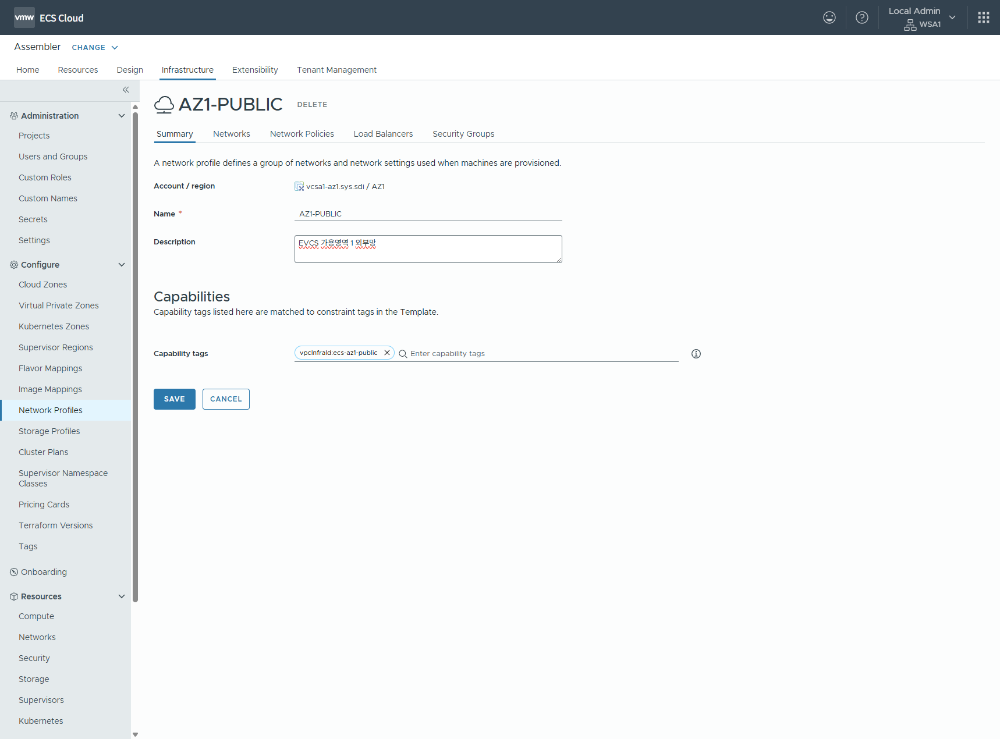 vmw ECS Cloud
Local Admin
WSA1
Assembler CHANGE
Home Resources Design Infrastructure Extensibility Tenant Management
Administration
Projects
Users and Groups
Custom Roles
Custom Names
Secrets
Settings
Configure
Cloud Zones
Virtual Private Zones
Kubernetes Zones
Supervisor Regions
Flavor Mappings
Image Mappings
Network Profiles
Storage Profiles
Cluster Plans
Supervisor Namespace
Classes
Pricing Cards
Terraform Versions
Tags
Onboarding
Resources
Compute
Networks
Security
Storage
Supervisors
Kubernetes
AZ1-PUBLIC DELETE
Summary Networks Network Policies Load Balancers Security Groups
A network profile defines a group of networks and network settings used when machines are provisioned.
Account / region vcsa1-az1.sys.sdi / AZ1
Name * AZ1-PUBLIC
Description EVCS 가용영역 1 외부망
Capabilities
Capability tags listed here are matched to constraint tags in the Template.
Capability tags vpcInfraId:ecs-az1-public Enter capability tags
SAVE CANCEL